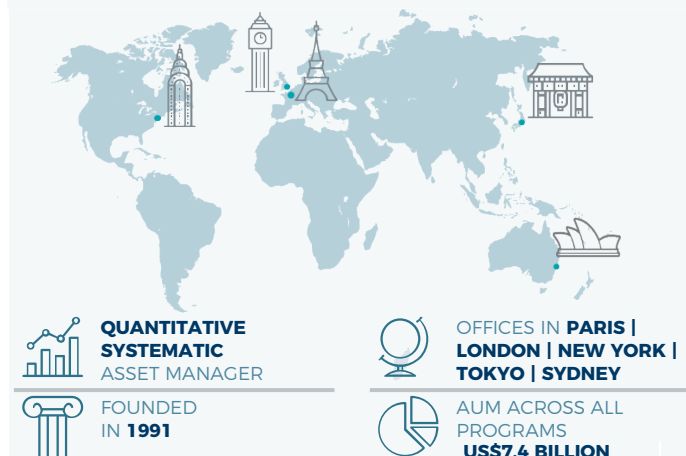 QUANTITATIVE
SYSTEMATIC
ASSET MANAGER
OFFICES IN PARIS |
LONDON | NEW YORK |
TOKYO | SYDNEY
FOUNDED
IN 1991
AUM ACROSS ALL
PROGRAMS
US$7.4 BILLION